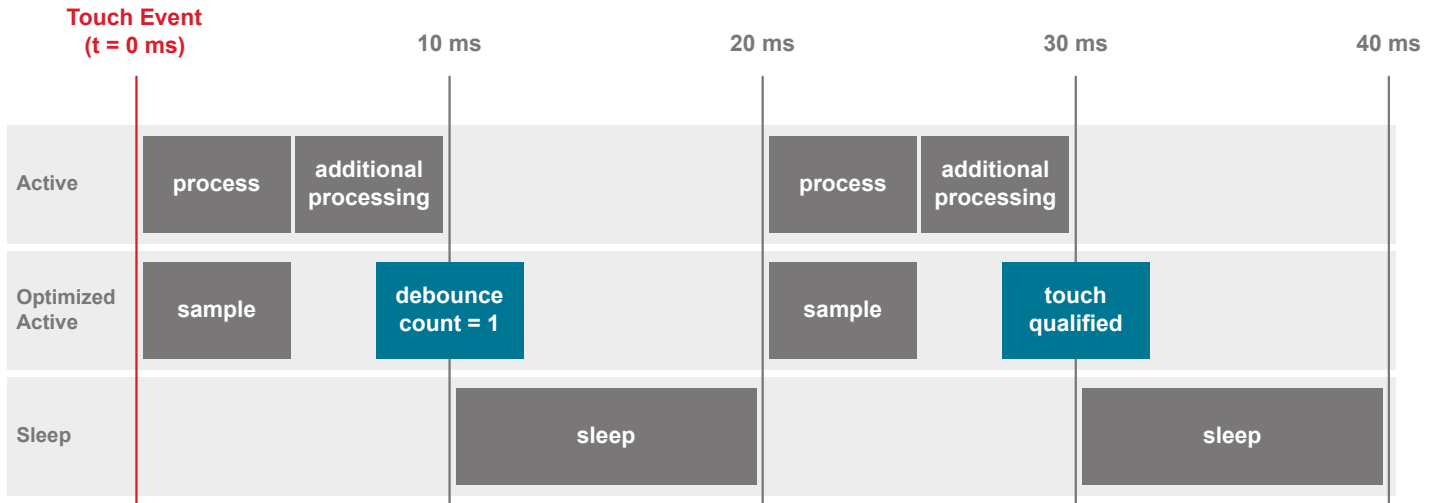 Touch Event
(t = 0 ms)
10 ms
20 ms
30 ms
40 ms
Active
process
additional
processing
process
additional
processing
Optimized
Active
sample
debounce
count = 1
sample
touch
qualified
Sleep
sleep
sleep